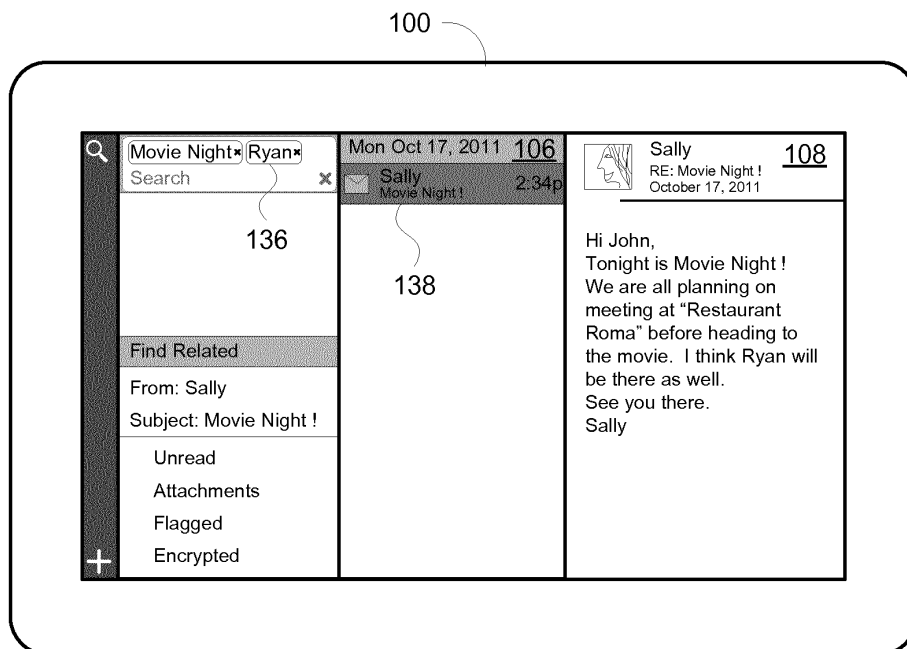 100
Movie Night× Ryan×
Search ×
136
Find Related
From: Sally
Subject: Movie Night !
Unread
Attachments
Flagged
Encrypted
Mon Oct 17, 2011 106
Sally 2:34p
Movie Night !
138
Sally 108
RE: Movie Night !
October 17, 2011
Hi John,
Tonight is Movie Night !
We are all planning on
meeting at “Restaurant
Roma” before heading to
the movie. I think Ryan will
be there as well.
See you there.
Sally